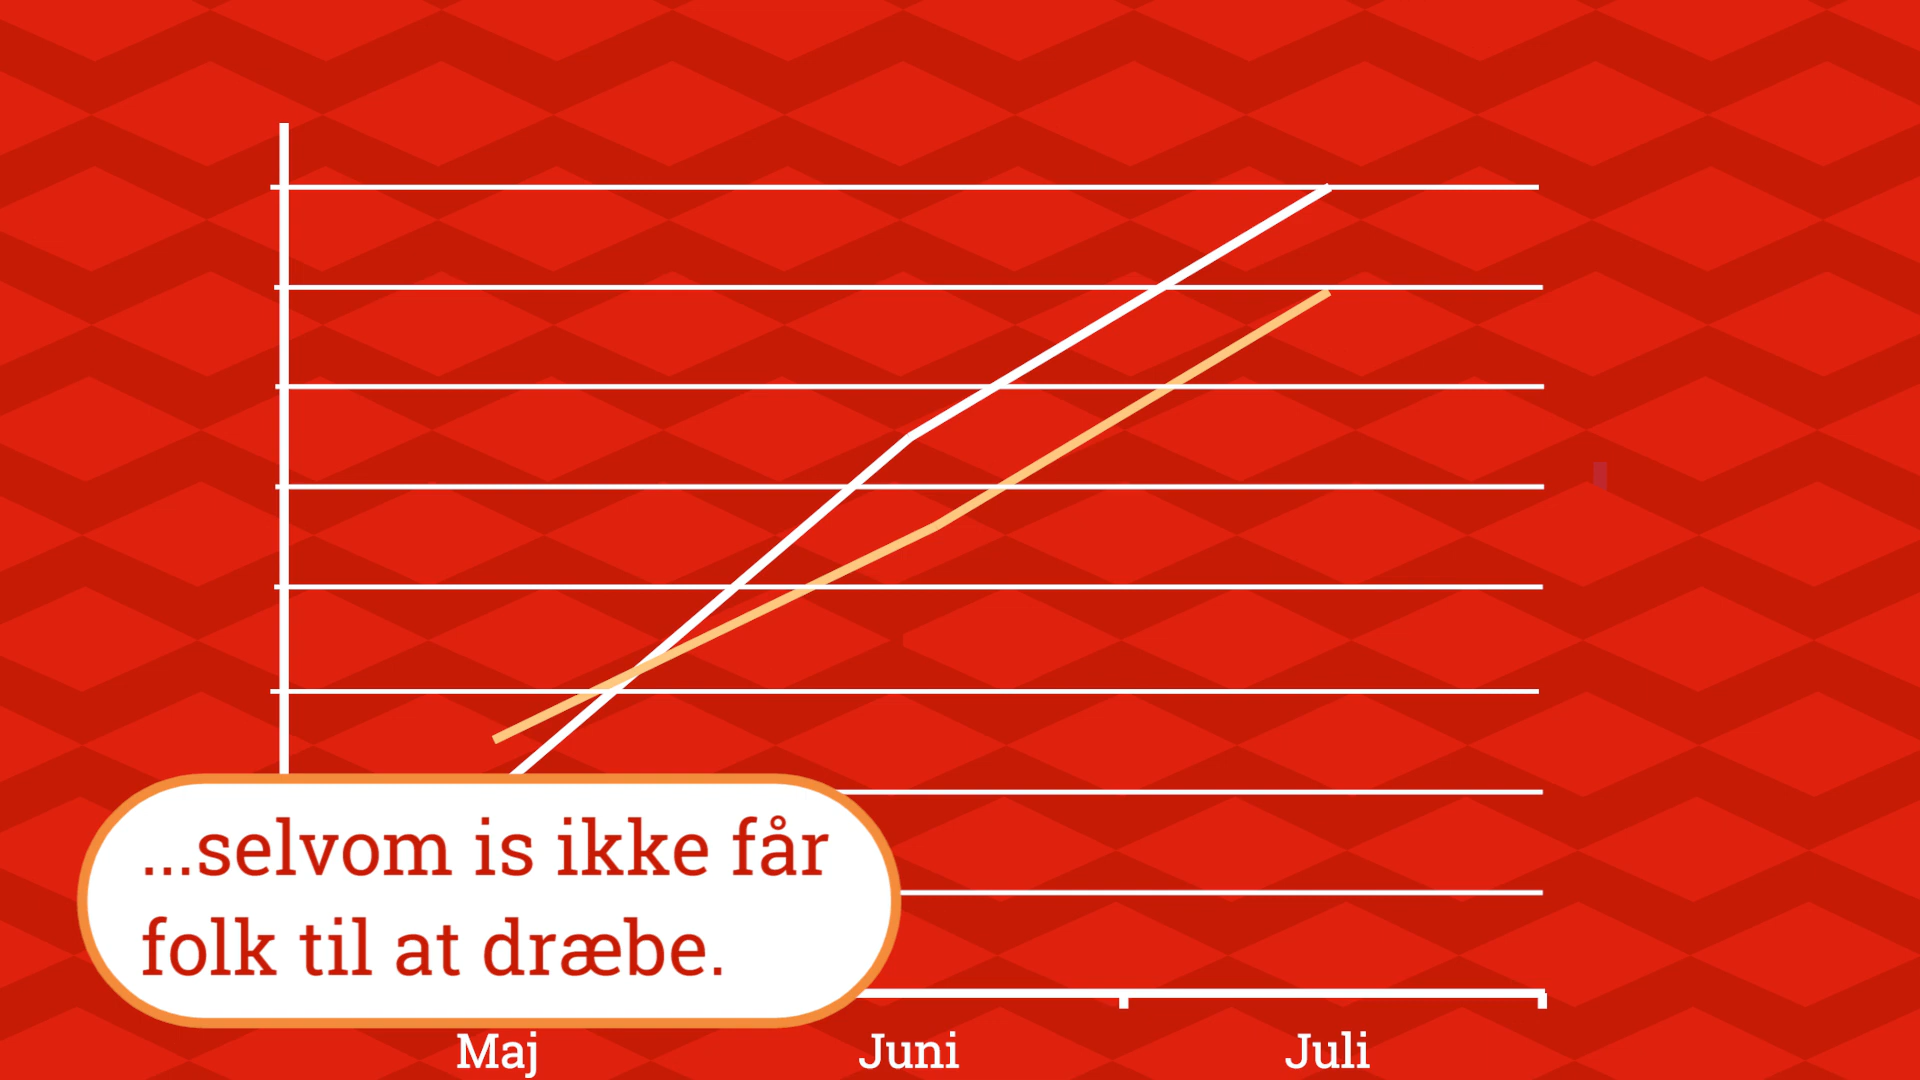 ...selvom is ikke får
folk til at dræbe.
Maj
Juni
Juli